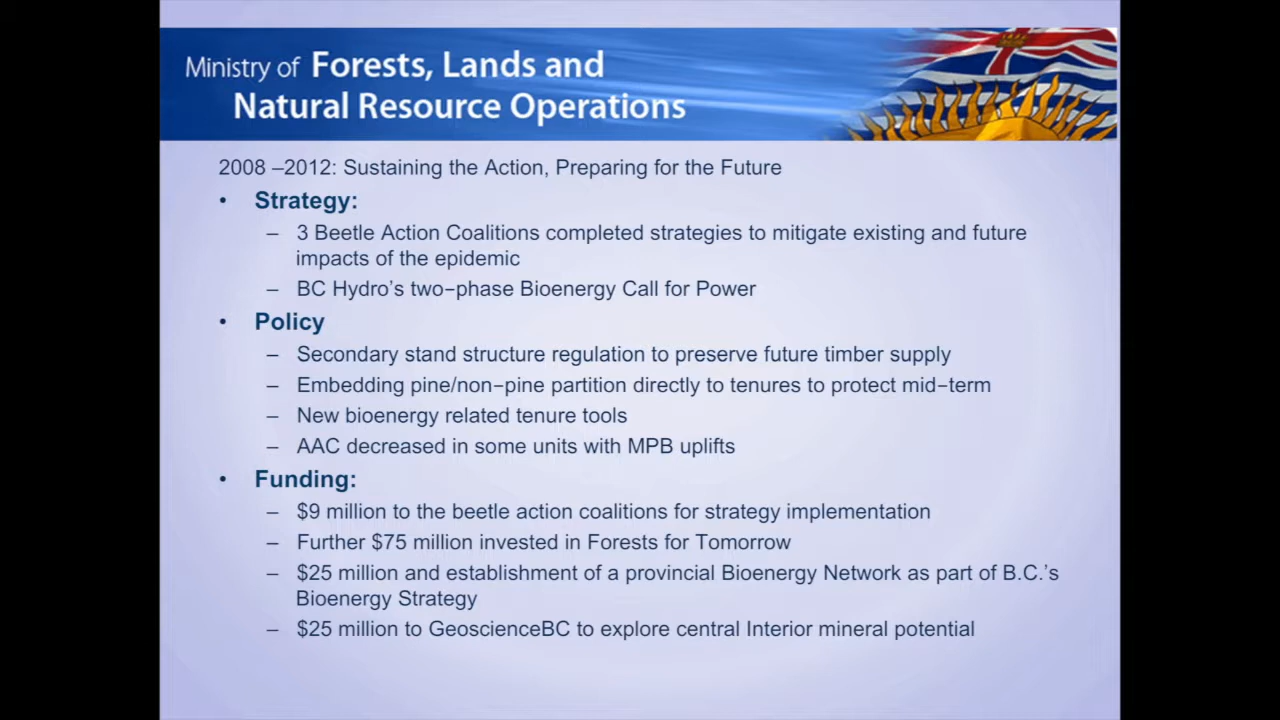 Ministry of Forests, Lands and
Natural Resource Operations
2008 –2012: Sustaining the Action, Preparing for the Future
• Strategy:
– 3 Beetle Action Coalitions completed strategies to mitigate existing and future
impacts of the epidemic
– BC Hydro's two-phase Bioenergy Call for Power
• Policy
– Secondary stand structure regulation to preserve future timber supply
– Embedding pine/non-pine partition directly to tenures to protect mid-term
– New bioenergy related tenure tools
– AAC decreased in some units with MPB uplifts
• Funding:
– $9 million to the beetle action coalitions for strategy implementation
– Further $75 million invested in Forests for Tomorrow
– $25 million and establishment of a provincial Bioenergy Network as part of B.C.'s
Bioenergy Strategy
– $25 million to GeoscienceBC to explore central Interior mineral potential